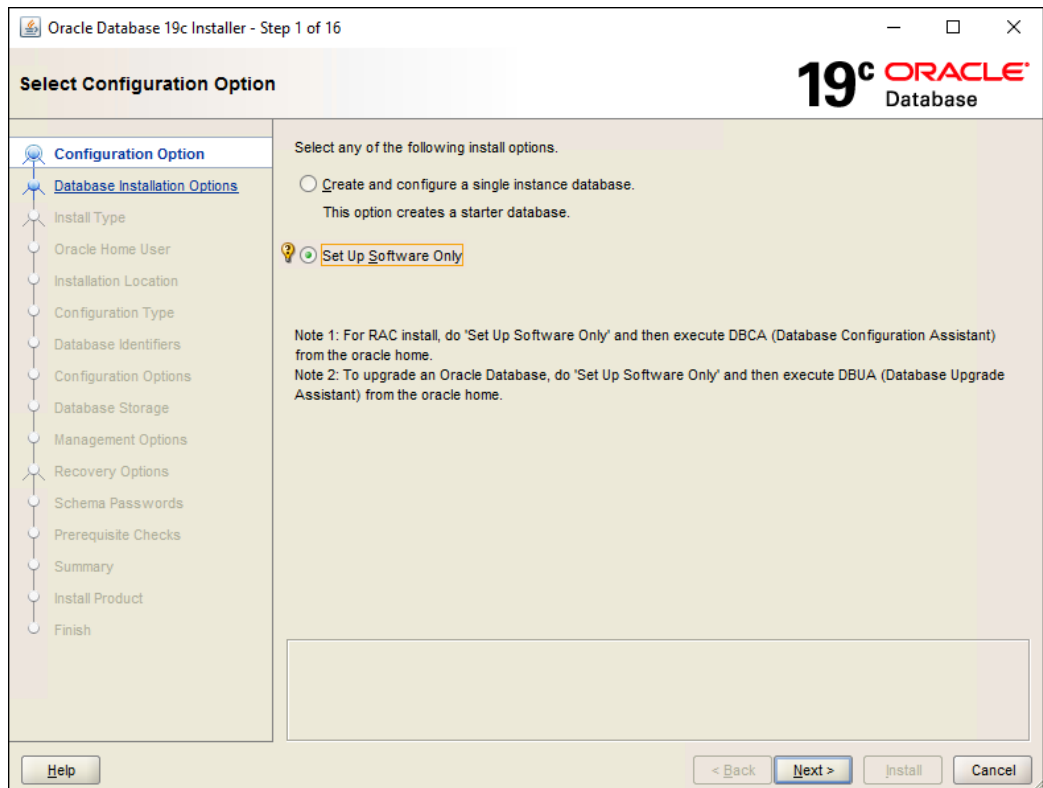 Oracle Database 19c Installer - Step 1 of 16
Select Configuration Option
19c ORACLE
Database
Configuration Option
Database Installation Options
Install Type
Oracle Home User
Installation Location
Configuration Type
Database Identifiers
Configuration Options
Database Storage
Management Options
Recovery Options
Schema Passwords
Prerequisite Checks
Summary
Install Product
Finish
Select any of the following install options.
Create and configure a single instance database.
This option creates a starter database.
Set Up Software Only
Note 1: For RAC install, do 'Set Up Software Only' and then execute DBCA (Database Configuration Assistant)
from the oracle home.
Note 2: To upgrade an Oracle Database, do 'Set Up Software Only' and then execute DBUA (Database Upgrade
Assistant) from the oracle home.
Help
< Back
Next >
Install
Cancel